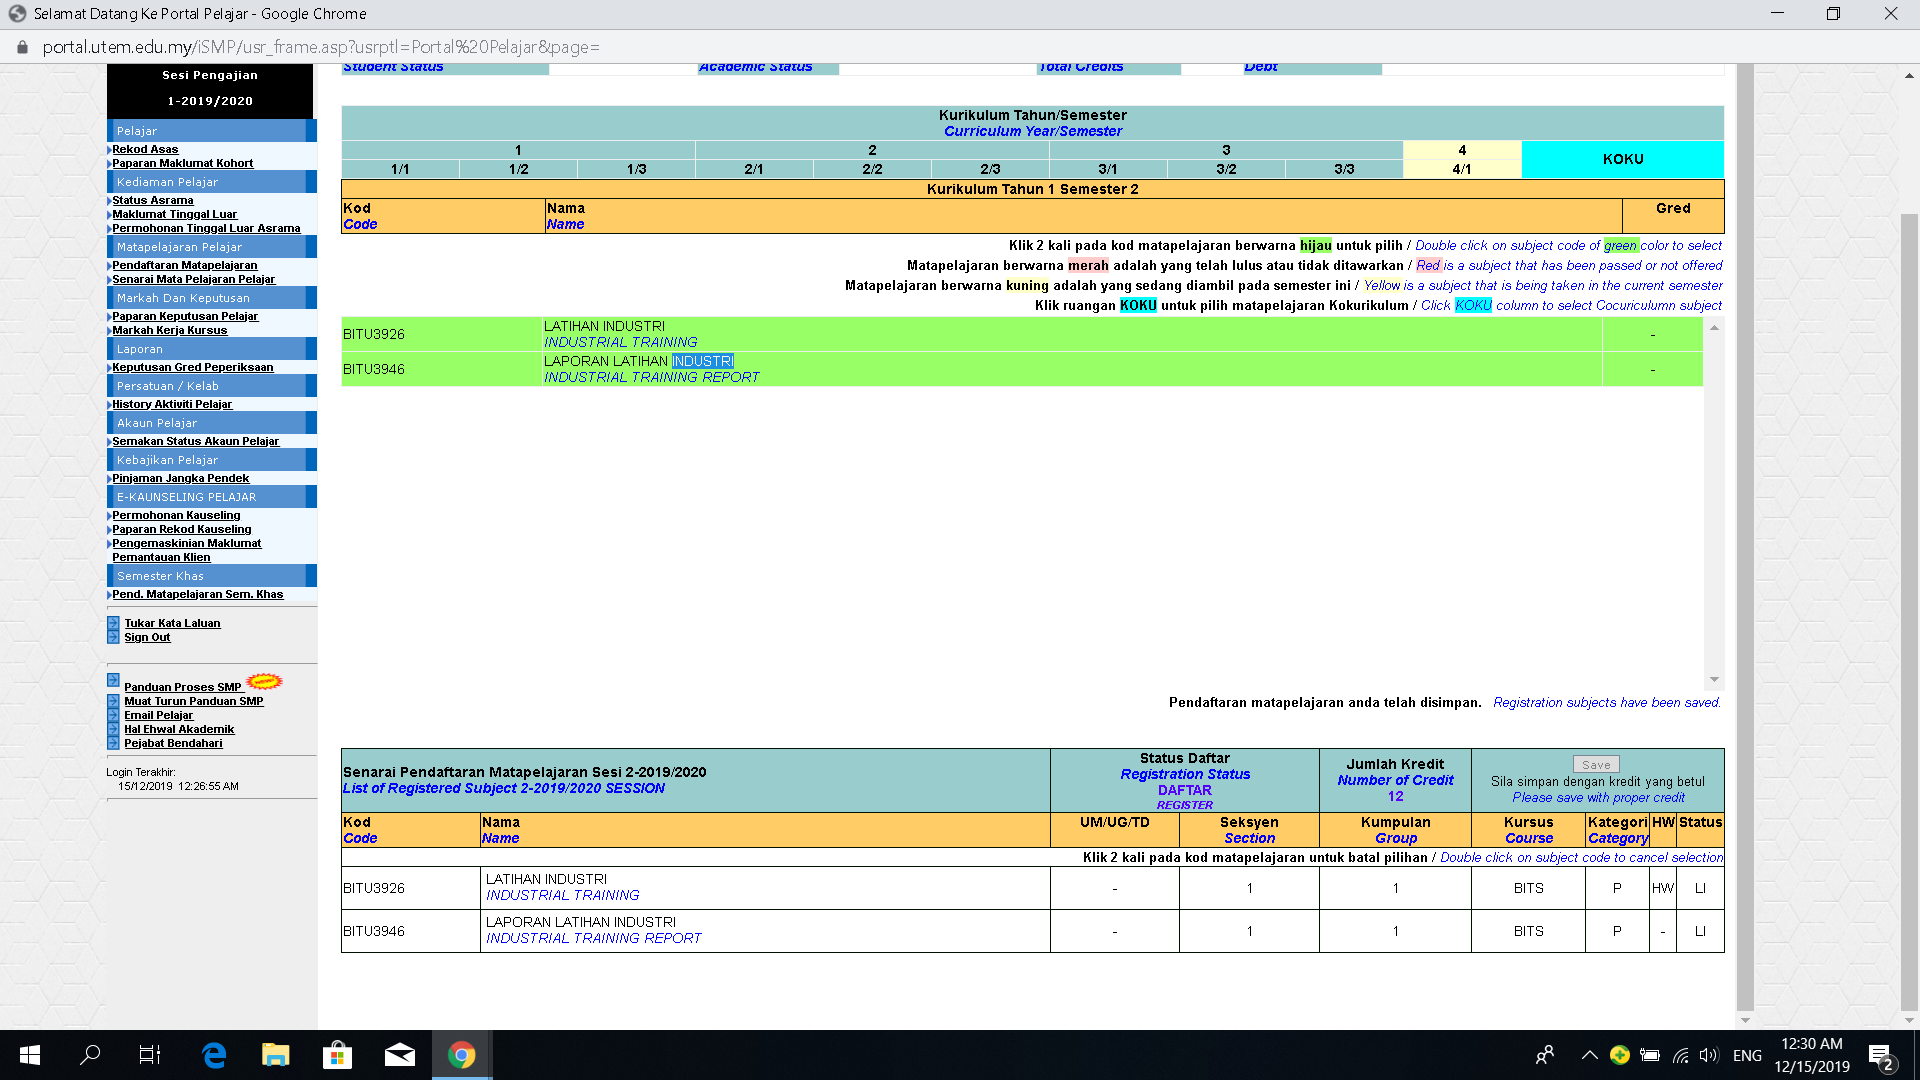 Selamat Datang Ke Portal Pelajar - Google Chrome
portal.utem.edu.my/iSMP/usr_frame.asp?usrptl=Portal%20Pelajar&page=
Sesi Pengajian
1-2019/2020
Pelajar
Rekod Asas
Paparan Maklumat Kohort
Kediaman Pelajar
Status Asrama
Maklumat Tinggal Luar
Permohonan Tinggal Luar Asrama
Matapelajaran Pelajar
Pendaftaran Matapelajaran
Senarai Mata Pelajaran Pelajar
Markah Dan Keputusan
Paparan Keputusan Pelajar
Markah Kerja Kursus
Laporan
Keputusan Gred Peperiksaan
Persatuan / Kelab
History Aktiviti Pelajar
Akaun Pelajar
Semakan Status Akaun Pelajar
Kebajikan Pelajar
Pinjaman Jangka Pendek
E-KAUNSELING PELAJAR
Permohonan Kauseling
Paparan Rekod Kauseling
Pengemaskinian Maklumat
Pemantauan Klien
Semester Khas
Pend. Matapelajaran Sem. Khas
Tukar Kata Laluan
Sign Out
Panduan Proses SMP
Muat Turun Panduan SMP
Email Pelajar
Hal Ehwal Akademik
Pejabat Bendahari
Login Terakhir:
15/12/2019 12:26:55 AM
Student Status Academic Status Total Credits Debt
Kurikulum Tahun/Semester
Curriculum Year/Semester
1 2 3 4 KOKU
1/1 1/2 1/3 2/1 2/2 2/3 3/1 3/2 3/3 4/1
Kurikulum Tahun 1 Semester 2
Kod Nama Gred
Code Name
Klik 2 kali pada kod matapelajaran berwarna hijau untuk pilih / Double click on subject code of green color to select
Matapelajaran berwarna merah adalah yang telah lulus atau tidak ditawarkan / Red is a subject that has been passed or not offered
Matapelajaran berwarna kuning adalah yang sedang diambil pada semester ini / Yellow is a subject that is being taken in the current semester
Klik ruangan KOKU untuk pilih matapelajaran Kokurikulum / Click KOKU column to select Cocuriculumn subject
BITU3926 LATIHAN INDUSTRI -
INDUSTRIAL TRAINING
BITU3946 LAPORAN LATIHAN INDUSTRI -
INDUSTRIAL TRAINING REPORT
Pendaftaran matapelajaran anda telah disimpan. Registration subjects have been saved.
Senarai Pendaftaran Matapelajaran Sesi 2-2019/2020
List of Registered Subject 2-2019/2020 SESSION
Status Daftar
Registration Status
DAFTAR
REGISTER
Jumlah Kredit
Number of Credit
12
Save
Sila simpan dengan kredit yang betul
Please save with proper credit
Kod Nama UM/UG/TD Seksyen Kumpulan Kursus Kategori HW Status
Code Name Section Group Course Category
Klik 2 kali pada kod matapelajaran untuk batal pilihan / Double click on subject code to cancel selection
BITU3926 LATIHAN INDUSTRI - 1 1 BITS P HW LI
INDUSTRIAL TRAINING
BITU3946 LAPORAN LATIHAN INDUSTRI - 1 1 BITS P - LI
INDUSTRIAL TRAINING REPORT
ENG
12:30 AM
12/15/2019
2